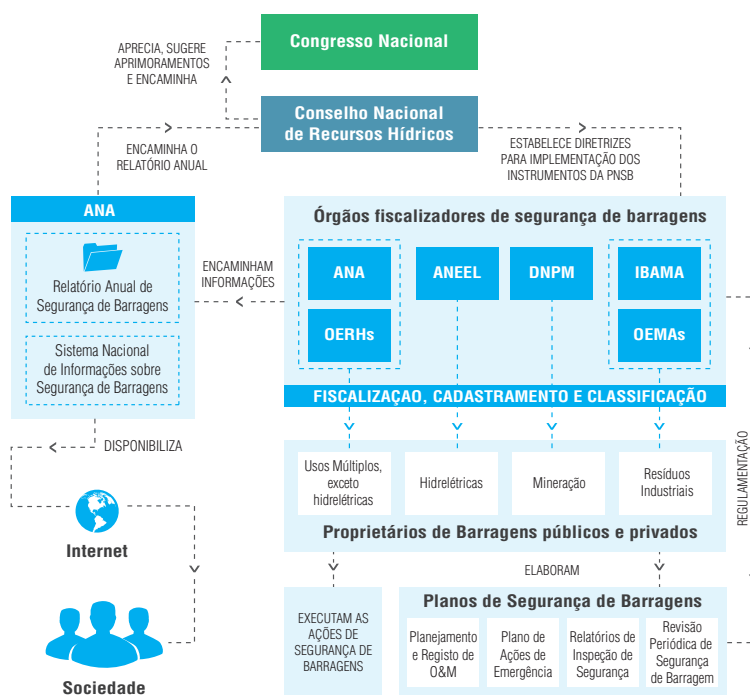 Congresso Nacional
APRECIA, SUGERE
APRIMORAMENTOS
E ENCAMINHA
Conselho Nacional
de Recursos Hídricos
ENCAMINHA O
RELATÓRIO ANUAL
ESTABELECE DIRETRIZES
PARA IMPLEMENTAÇÃO DOS
INSTRUMENTOS DA PNSB
ANA
Relatório Anual de
Segurança de Barragens
Sistema Nacional
de Informações sobre
Segurança de Barragens
ENCAMINHAM
INFORMAÇÕES
Órgãos fiscalizadores de segurança de barragens
ANA
ANEEL
DNPM
IBAMA
OERHs
OEMAs
FISCALIZAÇAO, CADASTRAMENTO E CLASSIFICAÇÃO
DISPONIBILIZA
Usos Múltiplos,
exceto
hidrelétricas
Hidrelétricas
Mineração
Resíduos
Industriais
Proprietários de Barragens públicos e privados
REGULAMENTAÇÃO
Internet
ELABORAM
EXECUTAM AS
AÇÕES DE
SEGURANÇA DE
BARRAGENS
Planos de Segurança de Barragens
Planejamento
e Registo de
O&M
Plano de
Ações de
Emergência
Relatórios de
Inspeção de
Segurança
Revisão
Periódica de
Segurança
de Barragem
Sociedade